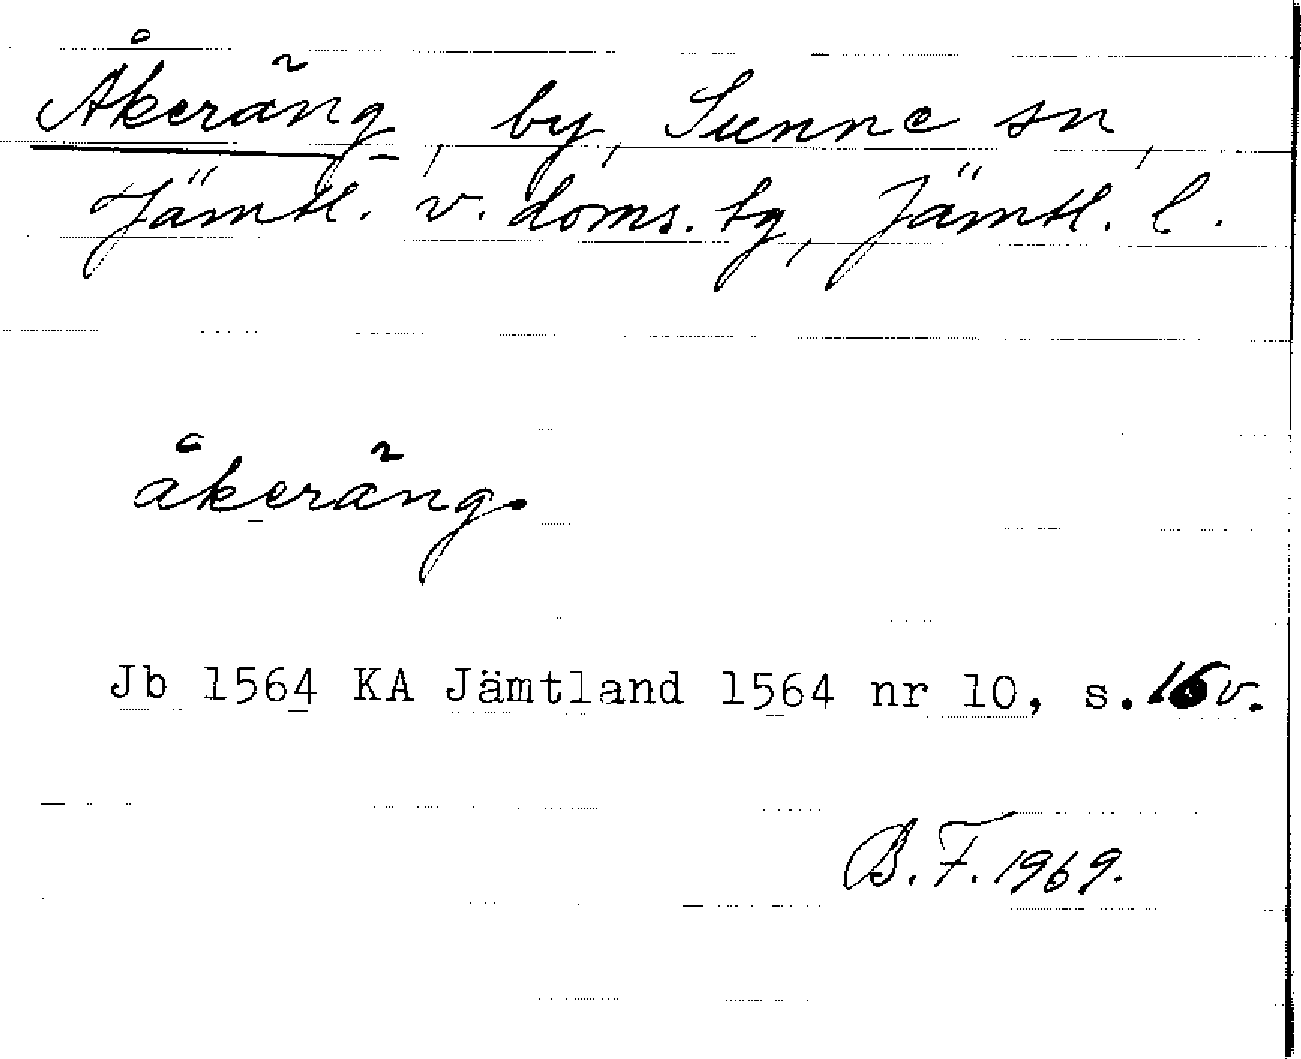 Åkeräng, by, Sunne sn,
Jämtl. v. doms. tg, Jämtl. l.
åkeräng.
Jb 1564 KA Jämtland 1564 nr 10, s. 16v.
B.F. 1969.